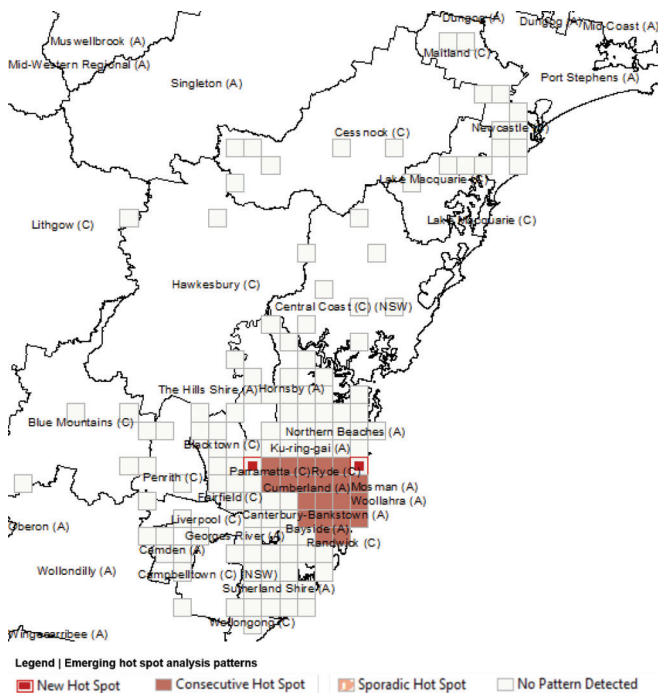 Dungog (A)
Dungog (A)
Mid-Coast (A)
Muswellbrook (A)
Maitland (C)
Mid-Western Regional (A)
Port Stephens (A)
Singleton (A)
Newcastle (C)
Cessnock (C)
Lake Macquarie (C)
Lithgow (C)
Lake Macquarie (C)
Hawkesbury (C)
Central Coast (C) (NSW)
The Hills Shire (A)
Hornsby (A)
Blue Mountains (C)
Northern Beaches (A)
Blacktown (C)
Ku-ring-gai (A)
Parramatta (C)
Ryde (C)
Penrith (C)
Cumberland (A)
Mosman (A)
Fairfield (C)
Woollahra (A)
Liverpool (C)
Canterbury-Bankstown (A)
Oberon (A)
Georges River (A)
Bayside (A)
Camden (A)
Randwick (C)
Wollondilly (A)
Campbelltown (C) (NSW)
Sutherland Shire (A)
Wollongong (C)
Wingecarribee (A)
Legend | Emerging hot spot analysis patterns
New Hot Spot
Consecutive Hot Spot
Sporadic Hot Spot
No Pattern Detected